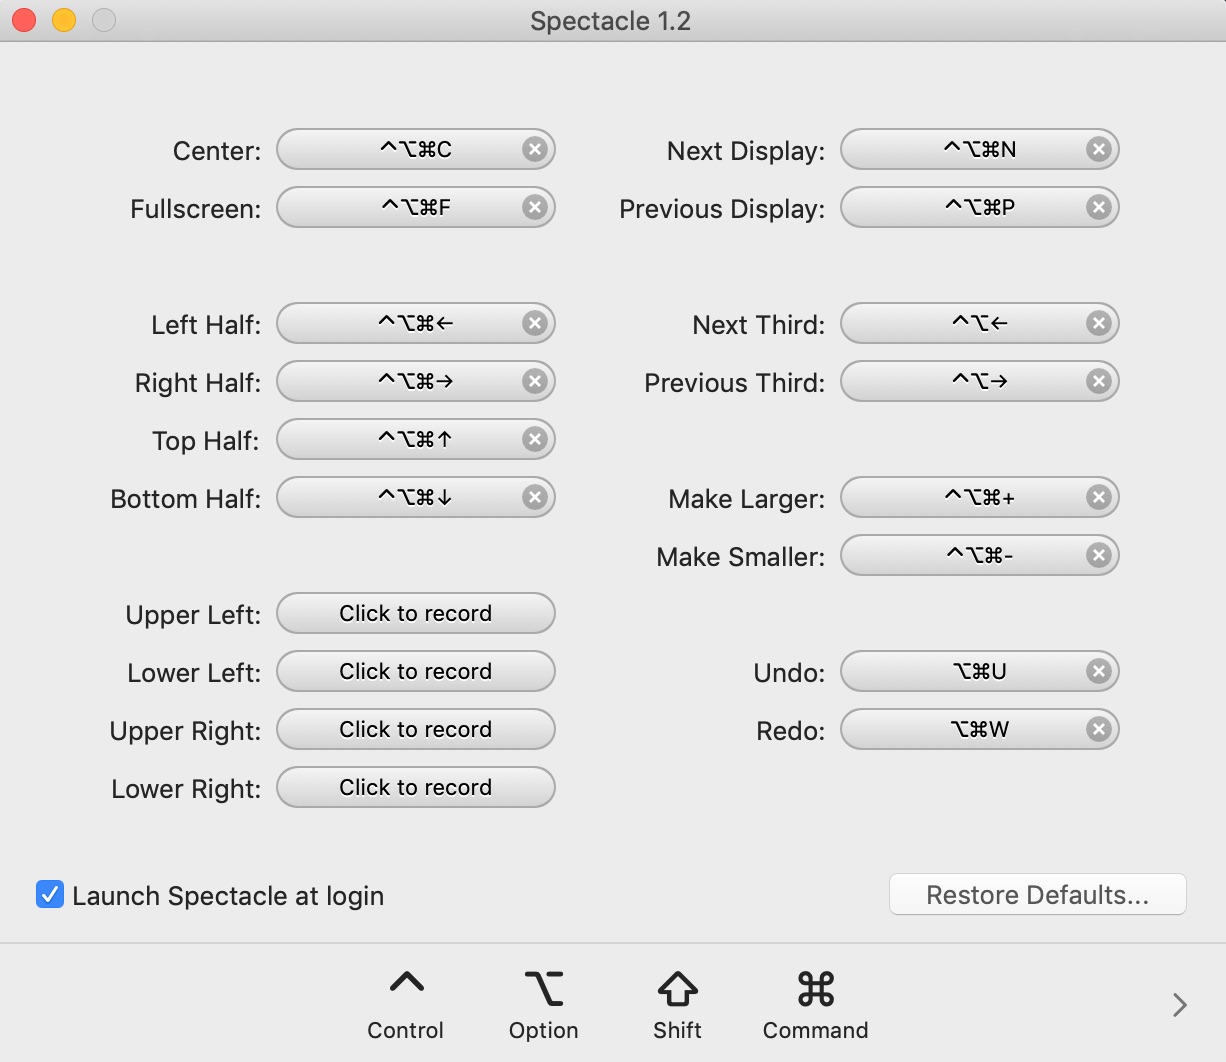 Spectacle 1.2
Center: ^⌥⌘C
Fullscreen: ^⌥⌘F
Left Half: ^⌥⌘←
Right Half: ^⌥⌘→
Top Half: ^⌥⌘↑
Bottom Half: ^⌥⌘↓
Upper Left: Click to record
Lower Left: Click to record
Upper Right: Click to record
Lower Right: Click to record
Next Display: ^⌥⌘N
Previous Display: ^⌥⌘P
Next Third: ^⌥←
Previous Third: ^⌥→
Make Larger: ^⌥⌘+
Make Smaller: ^⌥⌘-
Undo: ⌥⌘U
Redo: ⌥⌘W
Launch Spectacle at login
Restore Defaults...
^ ⌥ ⇧ ⌘
Control Option Shift Command